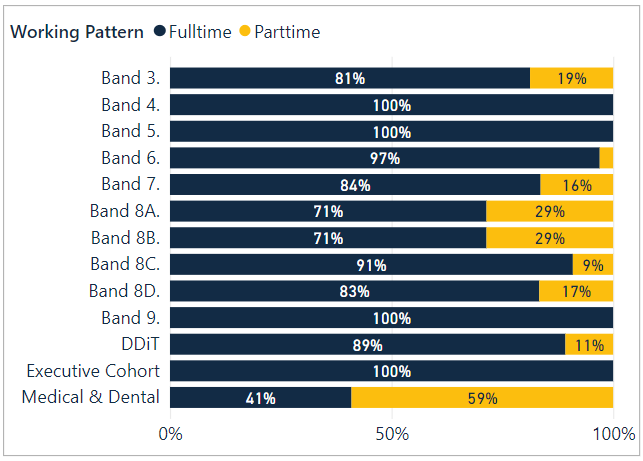 Working Pattern Fulltime Parttime
Band 3. 81% 19%
Band 4. 100%
Band 5. 100%
Band 6. 97%
Band 7. 84% 16%
Band 8A. 71% 29%
Band 8B. 71% 29%
Band 8C. 91% 9%
Band 8D. 83% 17%
Band 9. 100%
DDiT 89% 11%
Executive Cohort 100%
Medical & Dental 41% 59%
0% 50% 100%